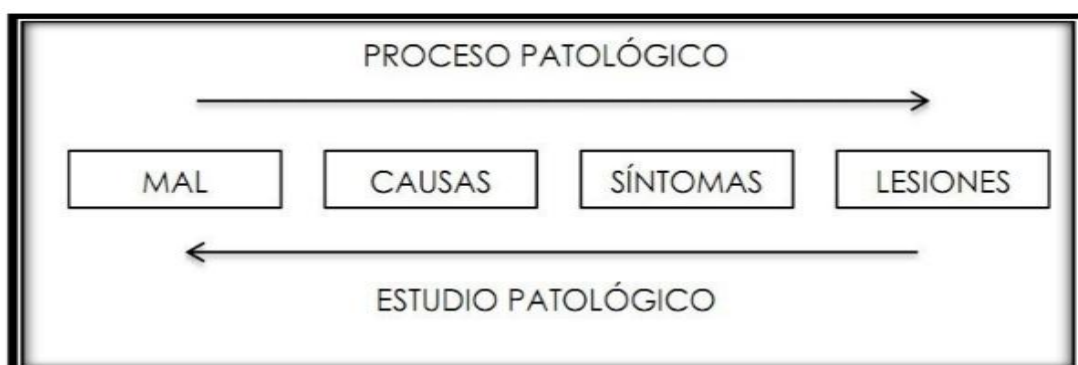 PROCESO PATOLÓGICO
MAL CAUSAS SÍNTOMAS LESIONES
ESTUDIO PATOLÓGICO